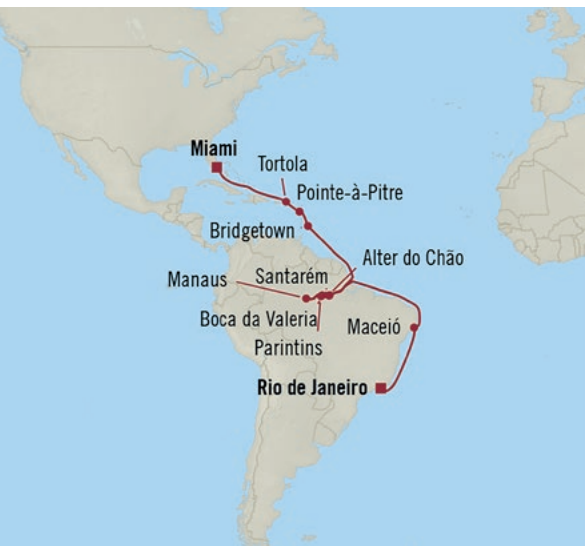 Miami
Tortola
Pointe-à-Pitre
Bridgetown
Alter do Chão
Santarém
Manaus
Boca da Valeria
Parintins
Maceió
Rio de Janeiro